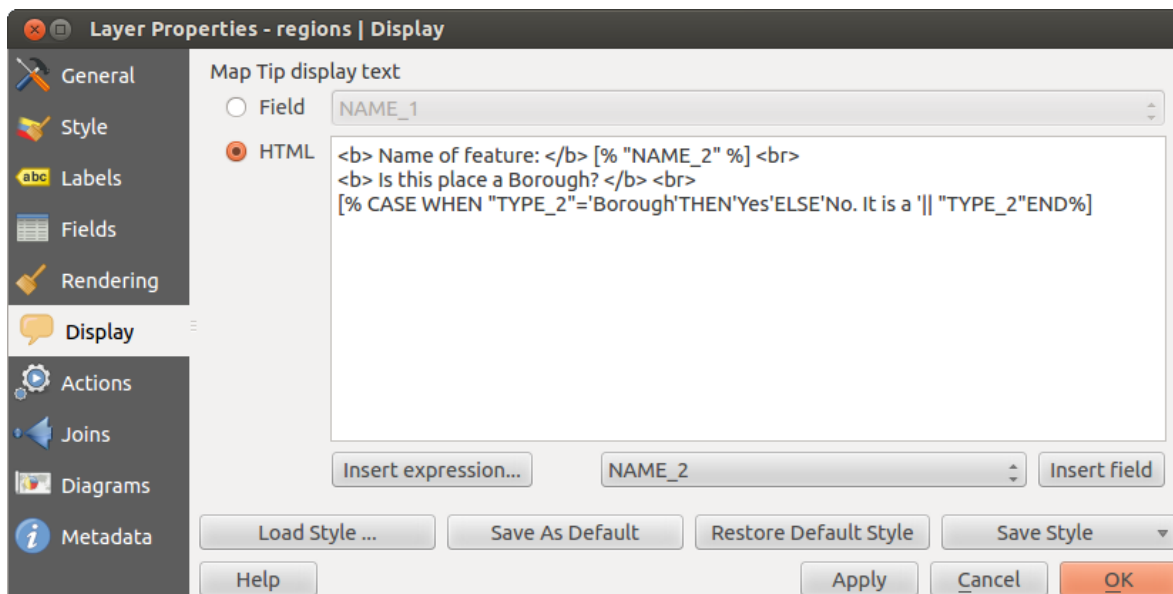 Layer Properties - regions | Display
General
Style
abc Labels
Fields
Rendering
Display
Actions
Joins
Diagrams
Metadata
Map Tip display text
Field NAME_1
HTML
<b> Name of feature: </b> [% "NAME_2" %] <br>
<b> Is this place a Borough? </b> <br>
[% CASE WHEN "TYPE_2"='Borough'THEN'Yes'ELSE'No. It is a '|| "TYPE_2"END%]
Insert expression... NAME_2 Insert field
Load Style ... Save As Default Restore Default Style Save Style
Help Apply Cancel OK